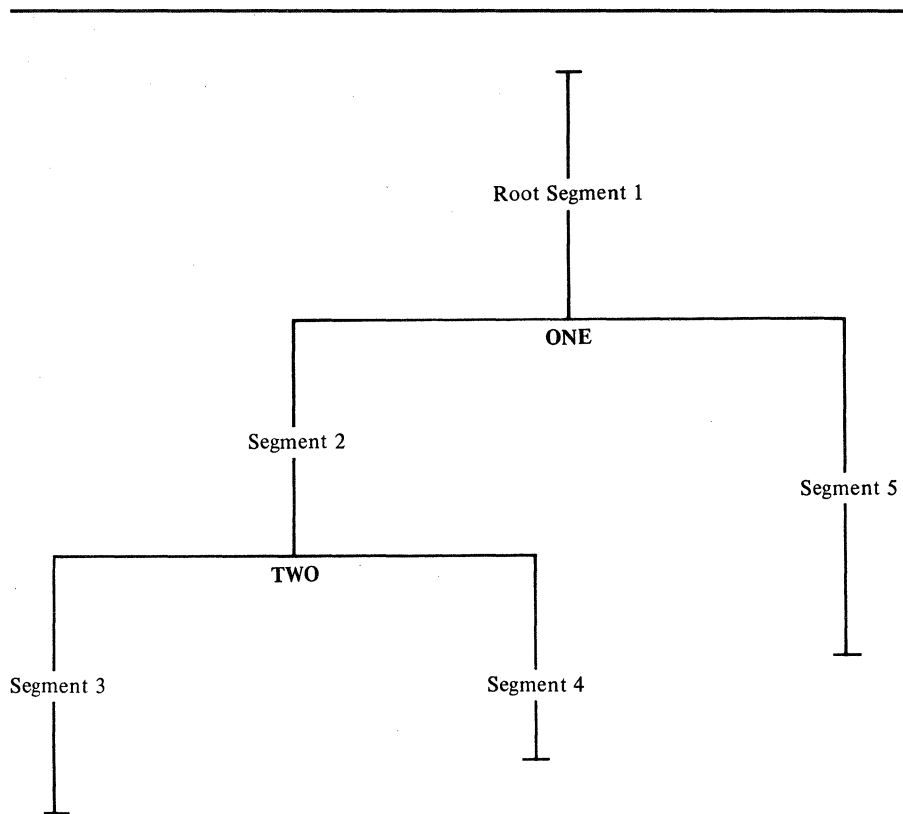 Root Segment 1
ONE
Segment 2
Segment 5
TWO
Segment 3
Segment 4